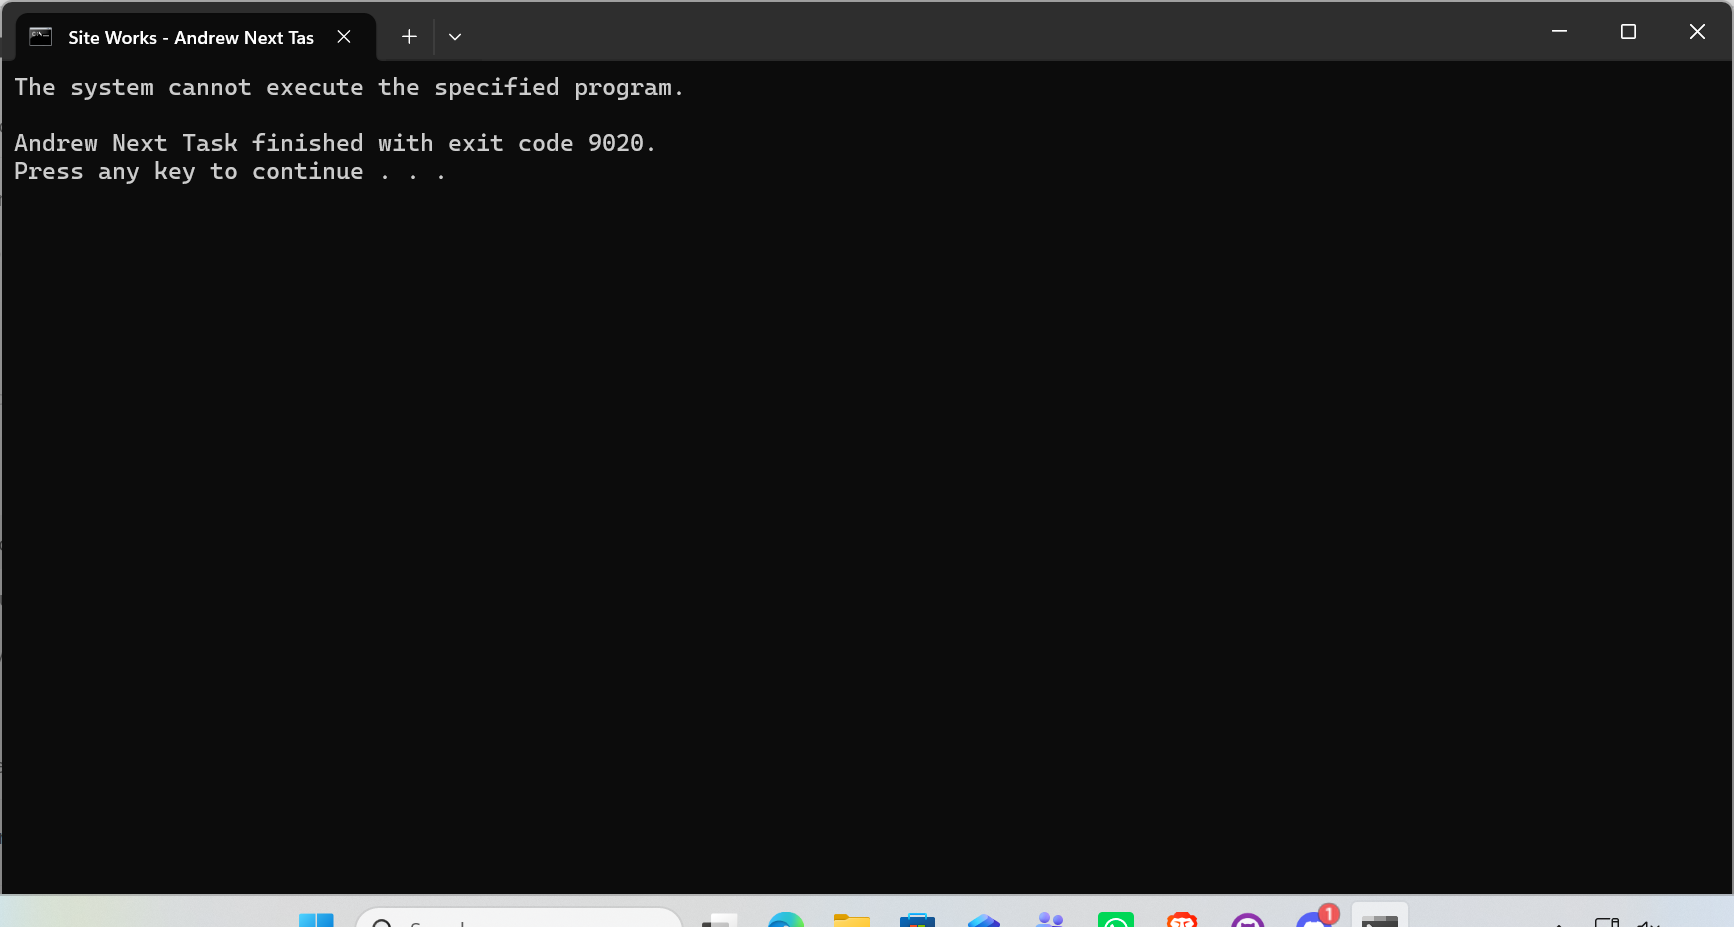 Site Works - Andrew Next Tas
The system cannot execute the specified program.
Andrew Next Task finished with exit code 9020.
Press any key to continue . . .
1